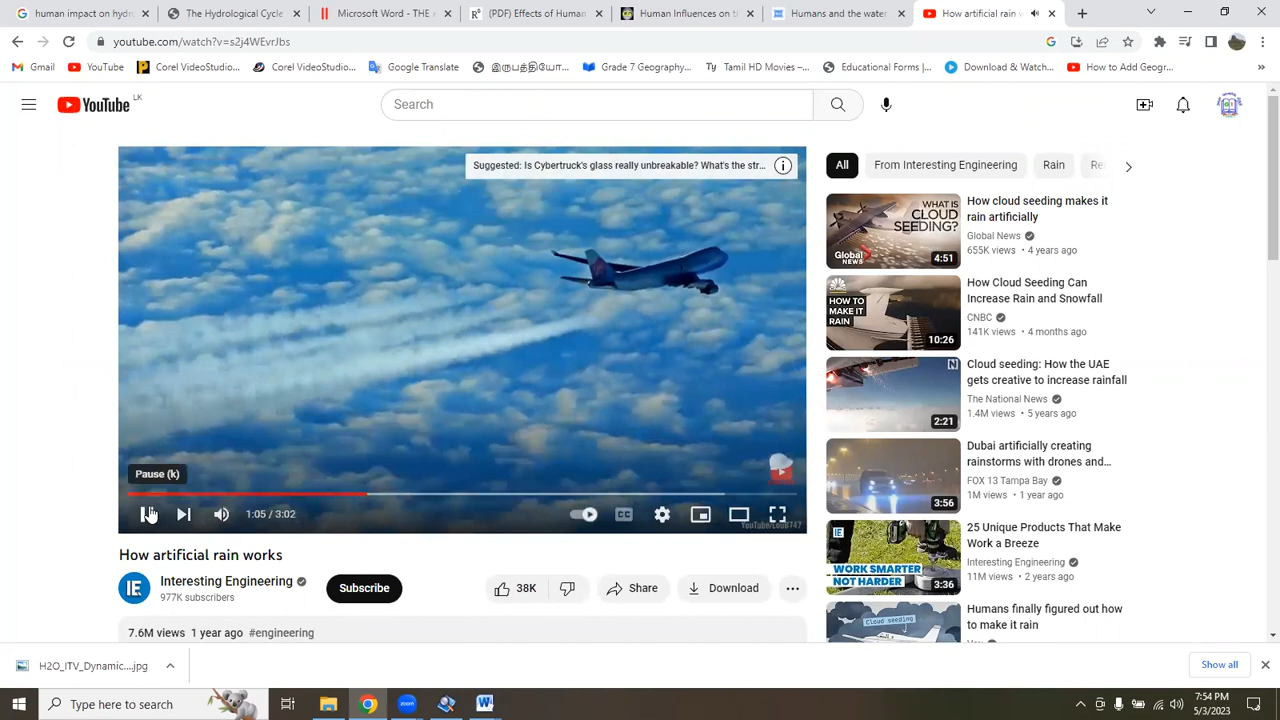 human impact on hydro
The Hydrological Cycle
Microsoft Word - THE e
(PDF) Effects of Human
Human Influences on th
Humans and the water
How artificial rain w
youtube.com/watch?v=s2j4WEvrJbs
Gmail
YouTube
Corel VideoStudio...
Corel VideoStudio...
Google Translate
Grade 7 Geography...
Tamil HD Movies –...
Educational Forms |...
Download & Watch...
How to Add Geogr...
»
YouTube LK
Search
Suggested: Is Cybertruck's glass really unbreakable? What's the str...
Pause (k)
1:05 / 3:02
CC
How artificial rain works
IE
Interesting Engineering
977K subscribers
Subscribe
38K
Share
Download
7.6M views 1 year ago #engineering
All
From Interesting Engineering
Rain
Re
WHAT IS
CLOUD
SEEDING?
Global
NEWS
4:51
How cloud seeding makes it
rain artificially
Global News
655K views • 4 years ago
CNBC
HOW TO
MAKE IT
RAIN
10:26
How Cloud Seeding Can
Increase Rain and Snowfall
CNBC
141K views • 4 months ago
N
2:21
Cloud seeding: How the UAE
gets creative to increase rainfall
The National News
1.4M views • 5 years ago
3:56
Dubai artificially creating
rainstorms with drones and...
FOX 13 Tampa Bay
1M views • 1 year ago
IE
WORK SMARTER
NOT HARDER
3:36
25 Unique Products That Make
Work a Breeze
Interesting Engineering
11M views • 2 years ago
Cloud seeding
Humans finally figured out how
to make it rain
H2O_ITV_Dynamic....jpg
Show all
Type here to search
7:54 PM
5/3/2023